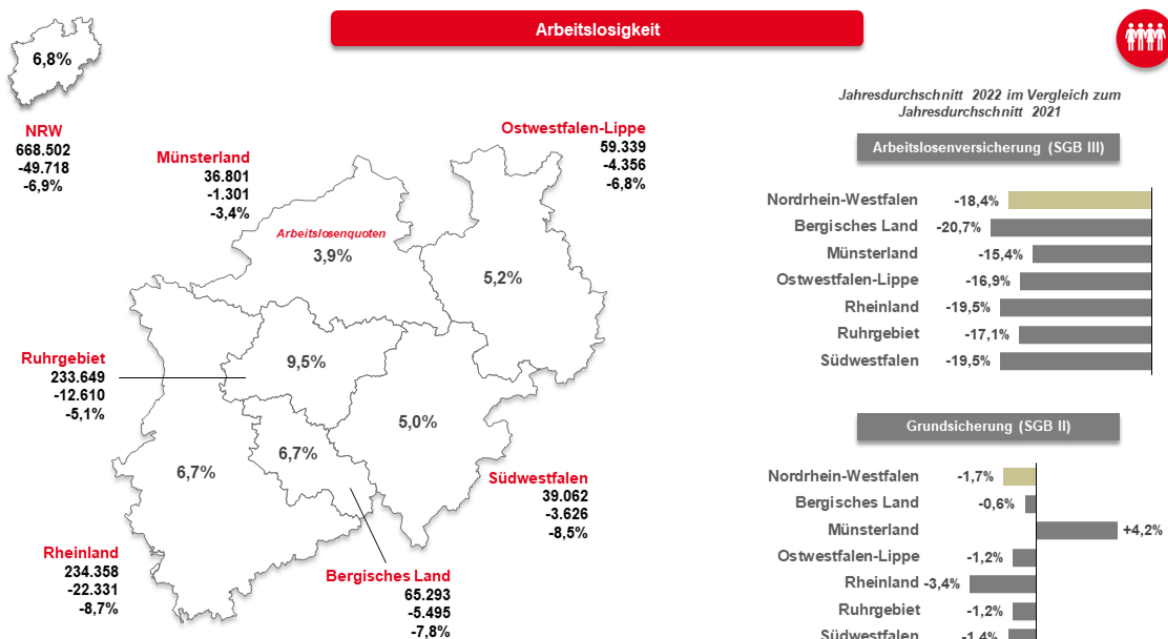 Arbeitslosigkeit
6,8%
NRW
668.502
-49.718
-6,9%
Münsterland
36.801
-1.301
-3,4%
Ostwestfalen-Lippe
59.339
-4.356
-6,8%
Arbeitslosenquoten
3,9%
5,2%
Ruhrgebiet
233.649
-12.610
-5,1%
9,5%
5,0%
6,7%
6,7%
Südwestfalen
39.062
-3.626
-8,5%
Rheinland
234.358
-22.331
-8,7%
Bergisches Land
65.293
-5.495
-7,8%
Jahresdurchschnitt 2022 im Vergleich zum
Jahresdurchschnitt 2021
Arbeitslosenversicherung (SGB III)
Nordrhein-Westfalen -18,4%
Bergisches Land -20,7%
Münsterland -15,4%
Ostwestfalen-Lippe -16,9%
Rheinland -19,5%
Ruhrgebiet -17,1%
Südwestfalen -19,5%
Grundsicherung (SGB II)
Nordrhein-Westfalen -1,7%
Bergisches Land -0,6%
Münsterland +4,2%
Ostwestfalen-Lippe -1,2%
Rheinland -3,4%
Ruhrgebiet -1,2%
Südwestfalen -1,4%